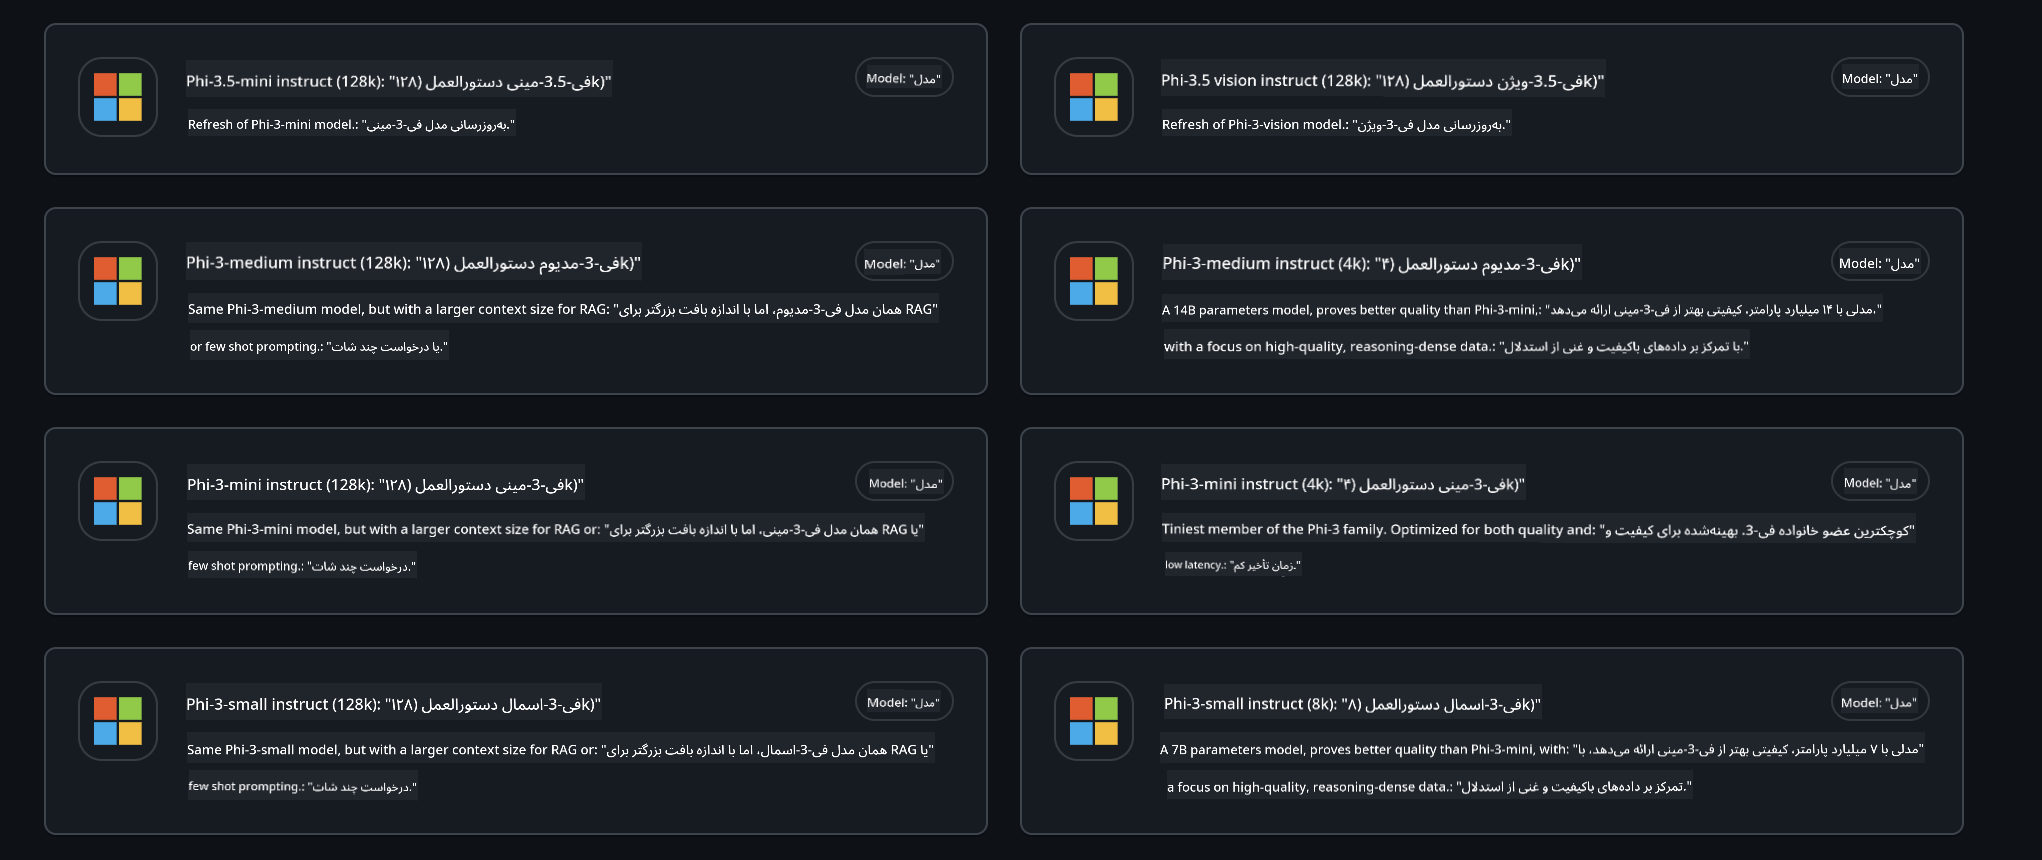 Phi-3.5-mini instruct (128k): "فی-3.5-مینی دستورالعمل (۱۲۸k)"
Model: "مدل"
Refresh of Phi-3-mini model.: "به‌روزرسانی مدل فی-3-مینی."
Phi-3.5 vision instruct (128k): "فی-3.5-ویژن دستورالعمل (۱۲۸k)"
Model: "مدل"
Refresh of Phi-3-vision model.: "به‌روزرسانی مدل فی-3-ویژن."
Phi-3-medium instruct (128k): "فی-3-مدیوم دستورالعمل (۱۲۸k)"
Model: "مدل"
Same Phi-3-medium model, but with a larger context size for RAG: "همان مدل فی-3-مدیوم، اما با اندازه بافت بزرگتر برای RAG"
or few shot prompting.: "یا درخواست چند شات."
Phi-3-medium instruct (4k): "فی-3-مدیوم دستورالعمل (۴k)"
Model: "مدل"
A 14B parameters model, proves better quality than Phi-3-mini,: "مدلی با ۱۴ میلیارد پارامتر، کیفیتی بهتر از فی-3-مینی ارائه می‌دهد،"
with a focus on high-quality, reasoning-dense data.: "با تمرکز بر داده‌های باکیفیت و غنی از استدلال."
Phi-3-mini instruct (128k): "فی-3-مینی دستورالعمل (۱۲۸k)"
Model: "مدل"
Same Phi-3-mini model, but with a larger context size for RAG or: "همان مدل فی-3-مینی، اما با اندازه بافت بزرگتر برای RAG یا"
few shot prompting.: "درخواست چند شات."
Phi-3-mini instruct (4k): "فی-3-مینی دستورالعمل (۴k)"
Model: "مدل"
Tiniest member of the Phi-3 family. Optimized for both quality and: "کوچکترین عضو خانواده فی-3. بهینه‌شده برای کیفیت و"
low latency.: "زمان تأخیر کم."
Phi-3-small instruct (128k): "فی-3-اسمال دستورالعمل (۱۲۸k)"
Model: "مدل"
Same Phi-3-small model, but with a larger context size for RAG or: "همان مدل فی-3-اسمال، اما با اندازه بافت بزرگتر برای RAG یا"
few shot prompting.: "درخواست چند شات."
Phi-3-small instruct (8k): "فی-3-اسمال دستورالعمل (۸k)"
Model: "مدل"
A 7B parameters model, proves better quality than Phi-3-mini, with: "مدلی با ۷ میلیارد پارامتر، کیفیتی بهتر از فی-3-مینی ارائه می‌دهد، با"
a focus on high-quality, reasoning-dense data.: "تمرکز بر داده‌های باکیفیت و غنی از استدلال."